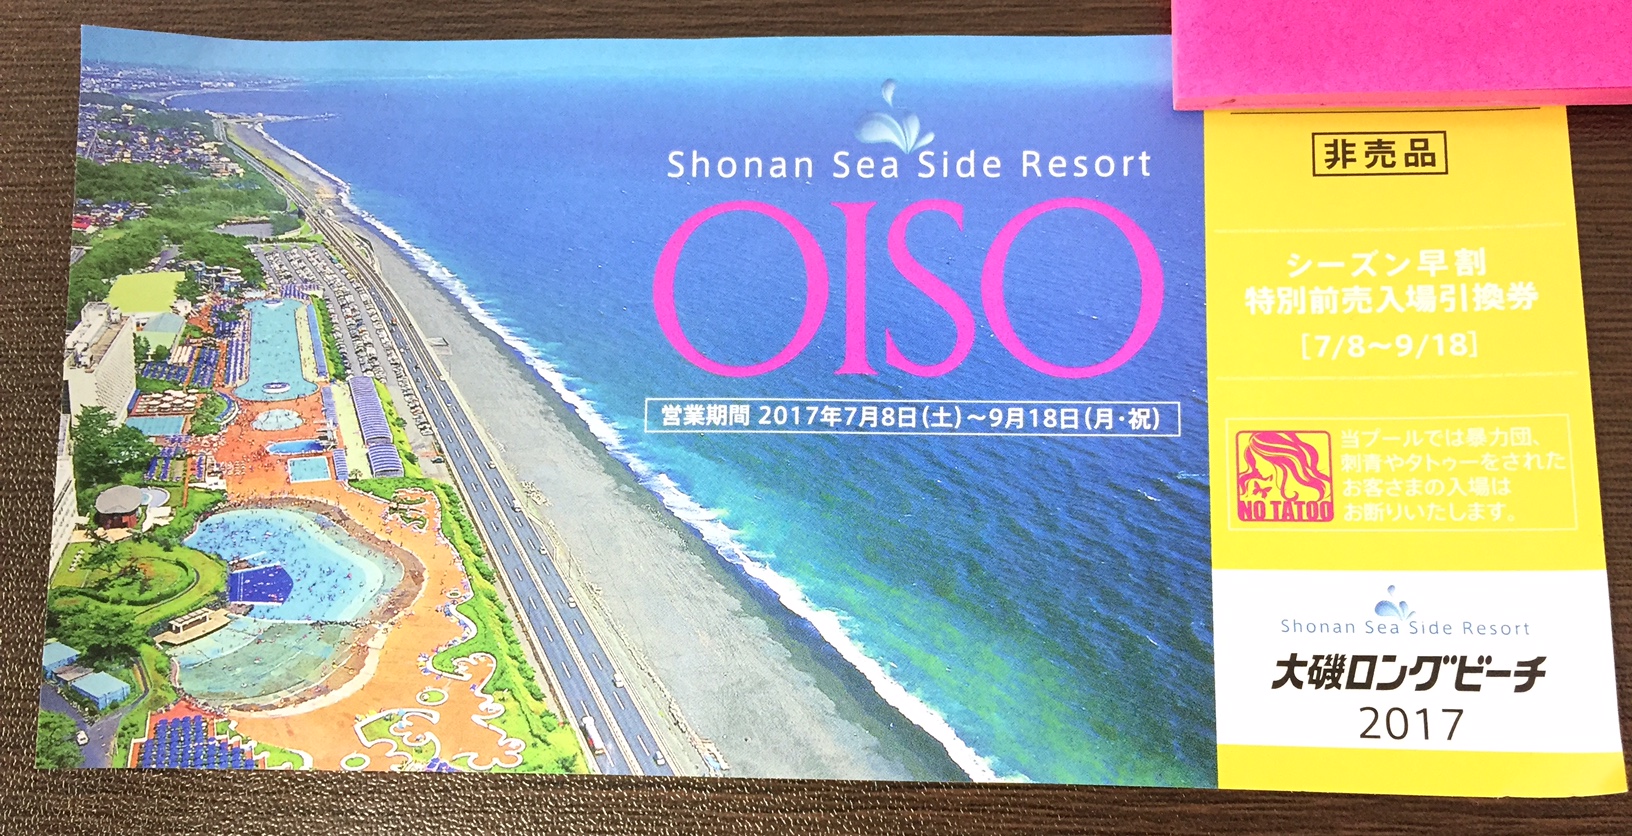 Shonan Sea Side Resort
OISO
営業期間 2017年7月8日(土)～9月18日(月・祝)
非売品
シーズン早割
特別前売入場引換券
[7/8～9/18]
NO TATOO
当プールでは暴力団、
刺青やタトゥーをされた
お客さまの入場は
お断りいたします。
Shonan Sea Side Resort
大磯ロングビーチ
2017